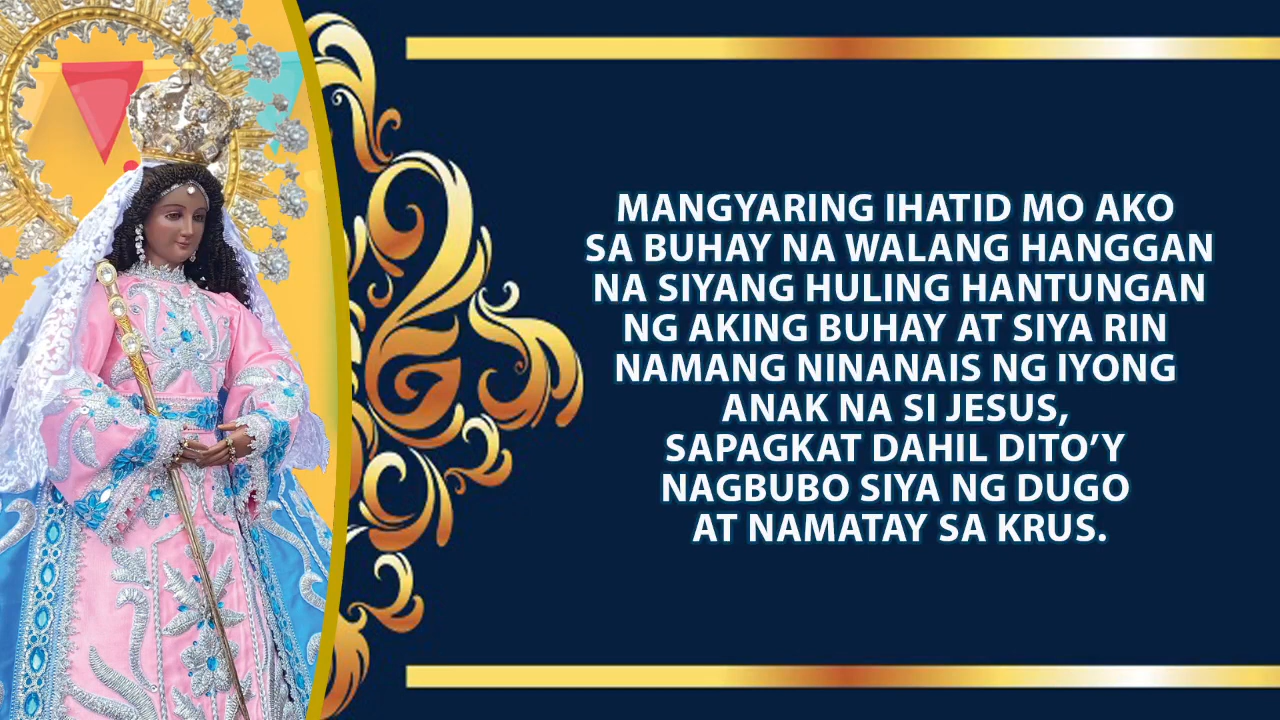 MANGYARING IHATID MO AKO
SA BUHAY NA WALANG HANGGAN
NA SIYANG HULING HANTUNGAN
NG AKING BUHAY AT SIYA RIN
NAMANG NINANAIS NG IYONG
ANAK NA SI JESUS,
SAPAGKAT DAHIL DITO’Y
NAGBUBO SIYA NG DUGO
AT NAMATAY SA KRUS.